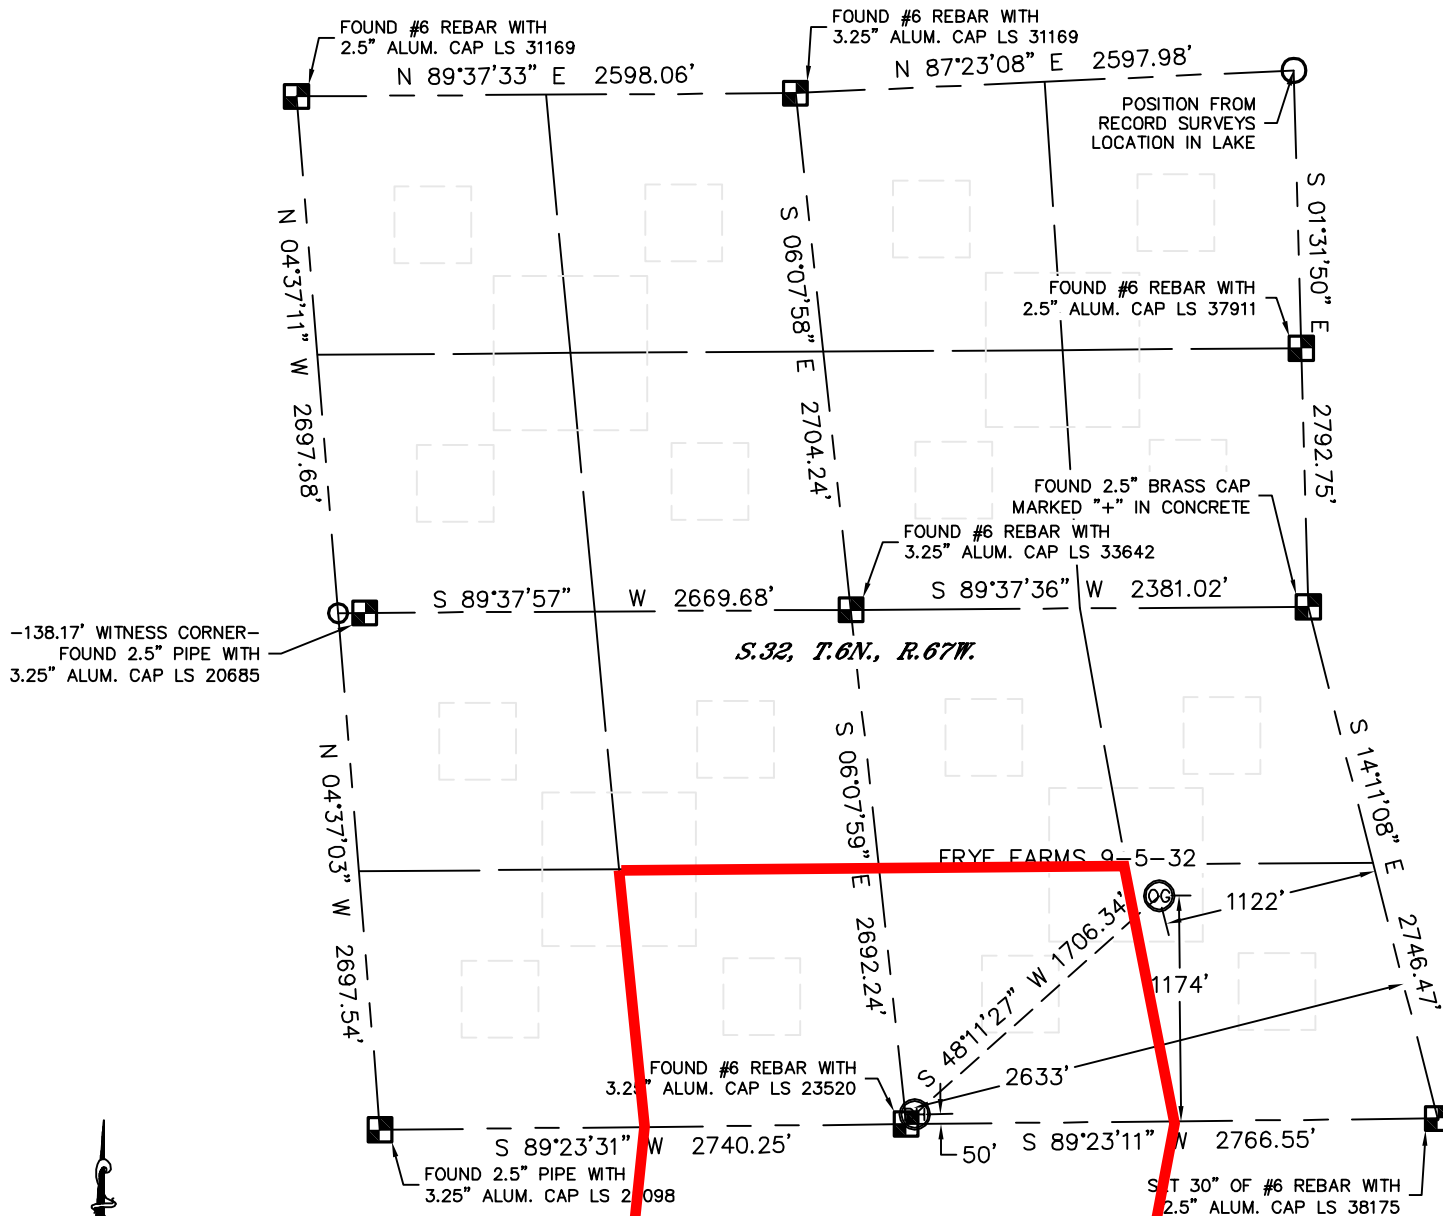 FOUND #6 REBAR WITH
2.5" ALUM. CAP LS 31169
FOUND #6 REBAR WITH
3.25" ALUM. CAP LS 31169
N 89°37'33" E 2598.06'
N 87°23'08" E 2597.98'
POSITION FROM
RECORD SURVEYS
LOCATION IN LAKE
N 04°37'11" W 2697.68'
S 06°07'58" E 2704.24'
S 01°31'50" E 2792.75'
FOUND #6 REBAR WITH
2.5" ALUM. CAP LS 37911
FOUND 2.5" BRASS CAP
MARKED "+" IN CONCRETE
FOUND #6 REBAR WITH
3.25" ALUM. CAP LS 33642
S 89°37'57" W 2669.68'
S 89°37'36" W 2381.02'
-138.17' WITNESS CORNER-
FOUND 2.5" PIPE WITH
3.25" ALUM. CAP LS 20685
S.32, T.6N., R.67W.
N 04°37'03" W 2697.54'
S 06°07'59" E 2692.24'
S 14°11'08" E 2746.47'
FRYE FARMS 9-5-32
OG
1122'
S 48°11'27" W 1706.34'
1174'
2633'
FOUND #6 REBAR WITH
3.25" ALUM. CAP LS 23520
50'
S 89°23'31" W 2740.25'
S 89°23'11" W 2766.55'
FOUND 2.5" PIPE WITH
3.25" ALUM. CAP LS
SET 30" OF #6 REBAR WITH
2.5" ALUM. CAP LS 38175